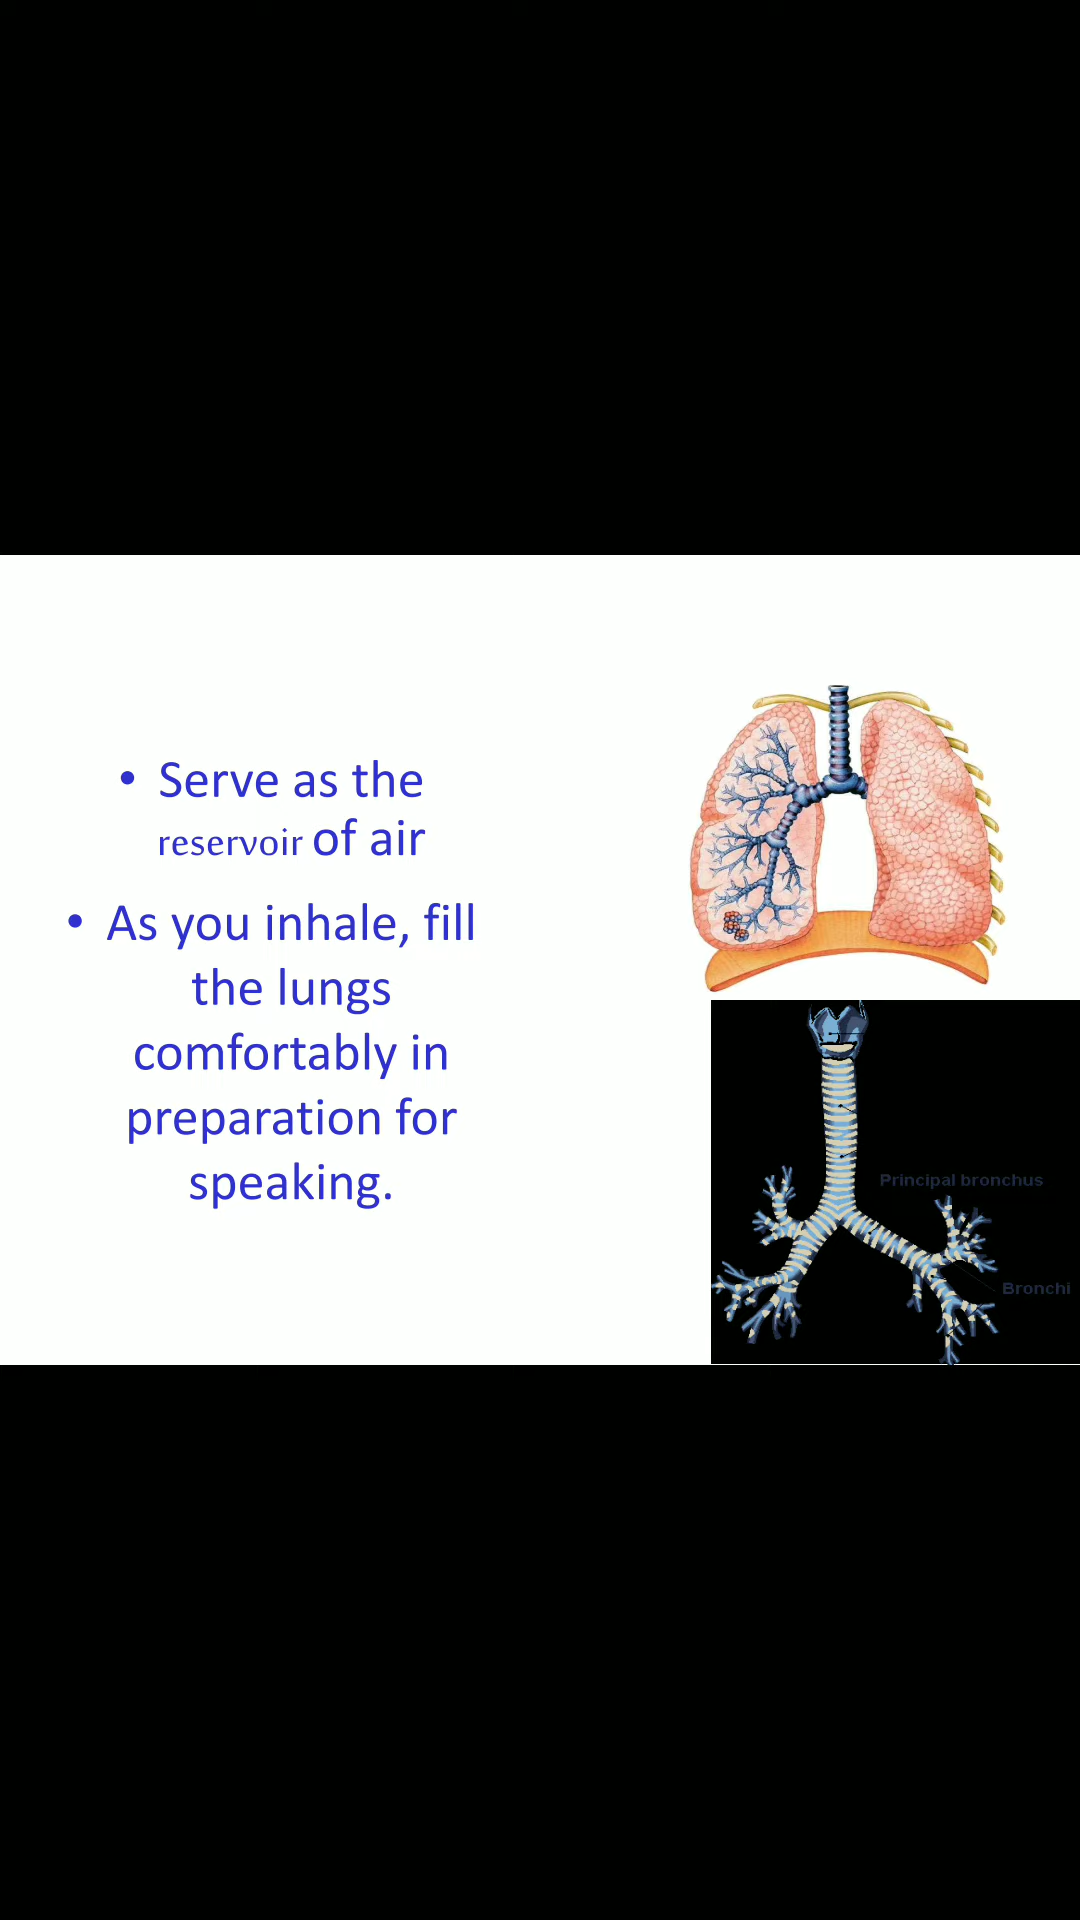 • Serve as the
reservoir of air
• As you inhale, fill
the lungs
comfortably in
preparation for
speaking.
Principal bronchus
Bronchi